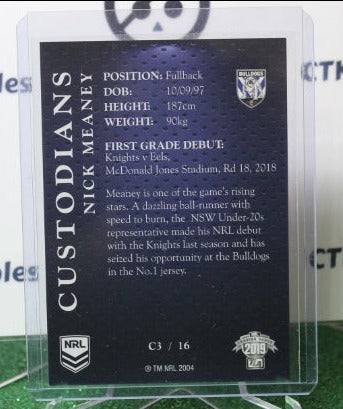 CUSTODIANS
NICK MEANEY
POSITION: Fullback
DOB: 10/09/97
HEIGHT: 187cm
WEIGHT: 90kg
BULLDOGS
FIRST GRADE DEBUT:
Knights v Eels,
McDonald Jones Stadium, Rd 18, 2018
Meaney is one of the game's rising
stars. A dazzling ball-runner with
speed to burn, the NSW Under-20s
representative made his NRL debut
with the Knights last season and has
seized his opportunity at the Bulldogs
in the No.1 jersey.
NRL
C3 / 16
2019
® TM NRL 2004